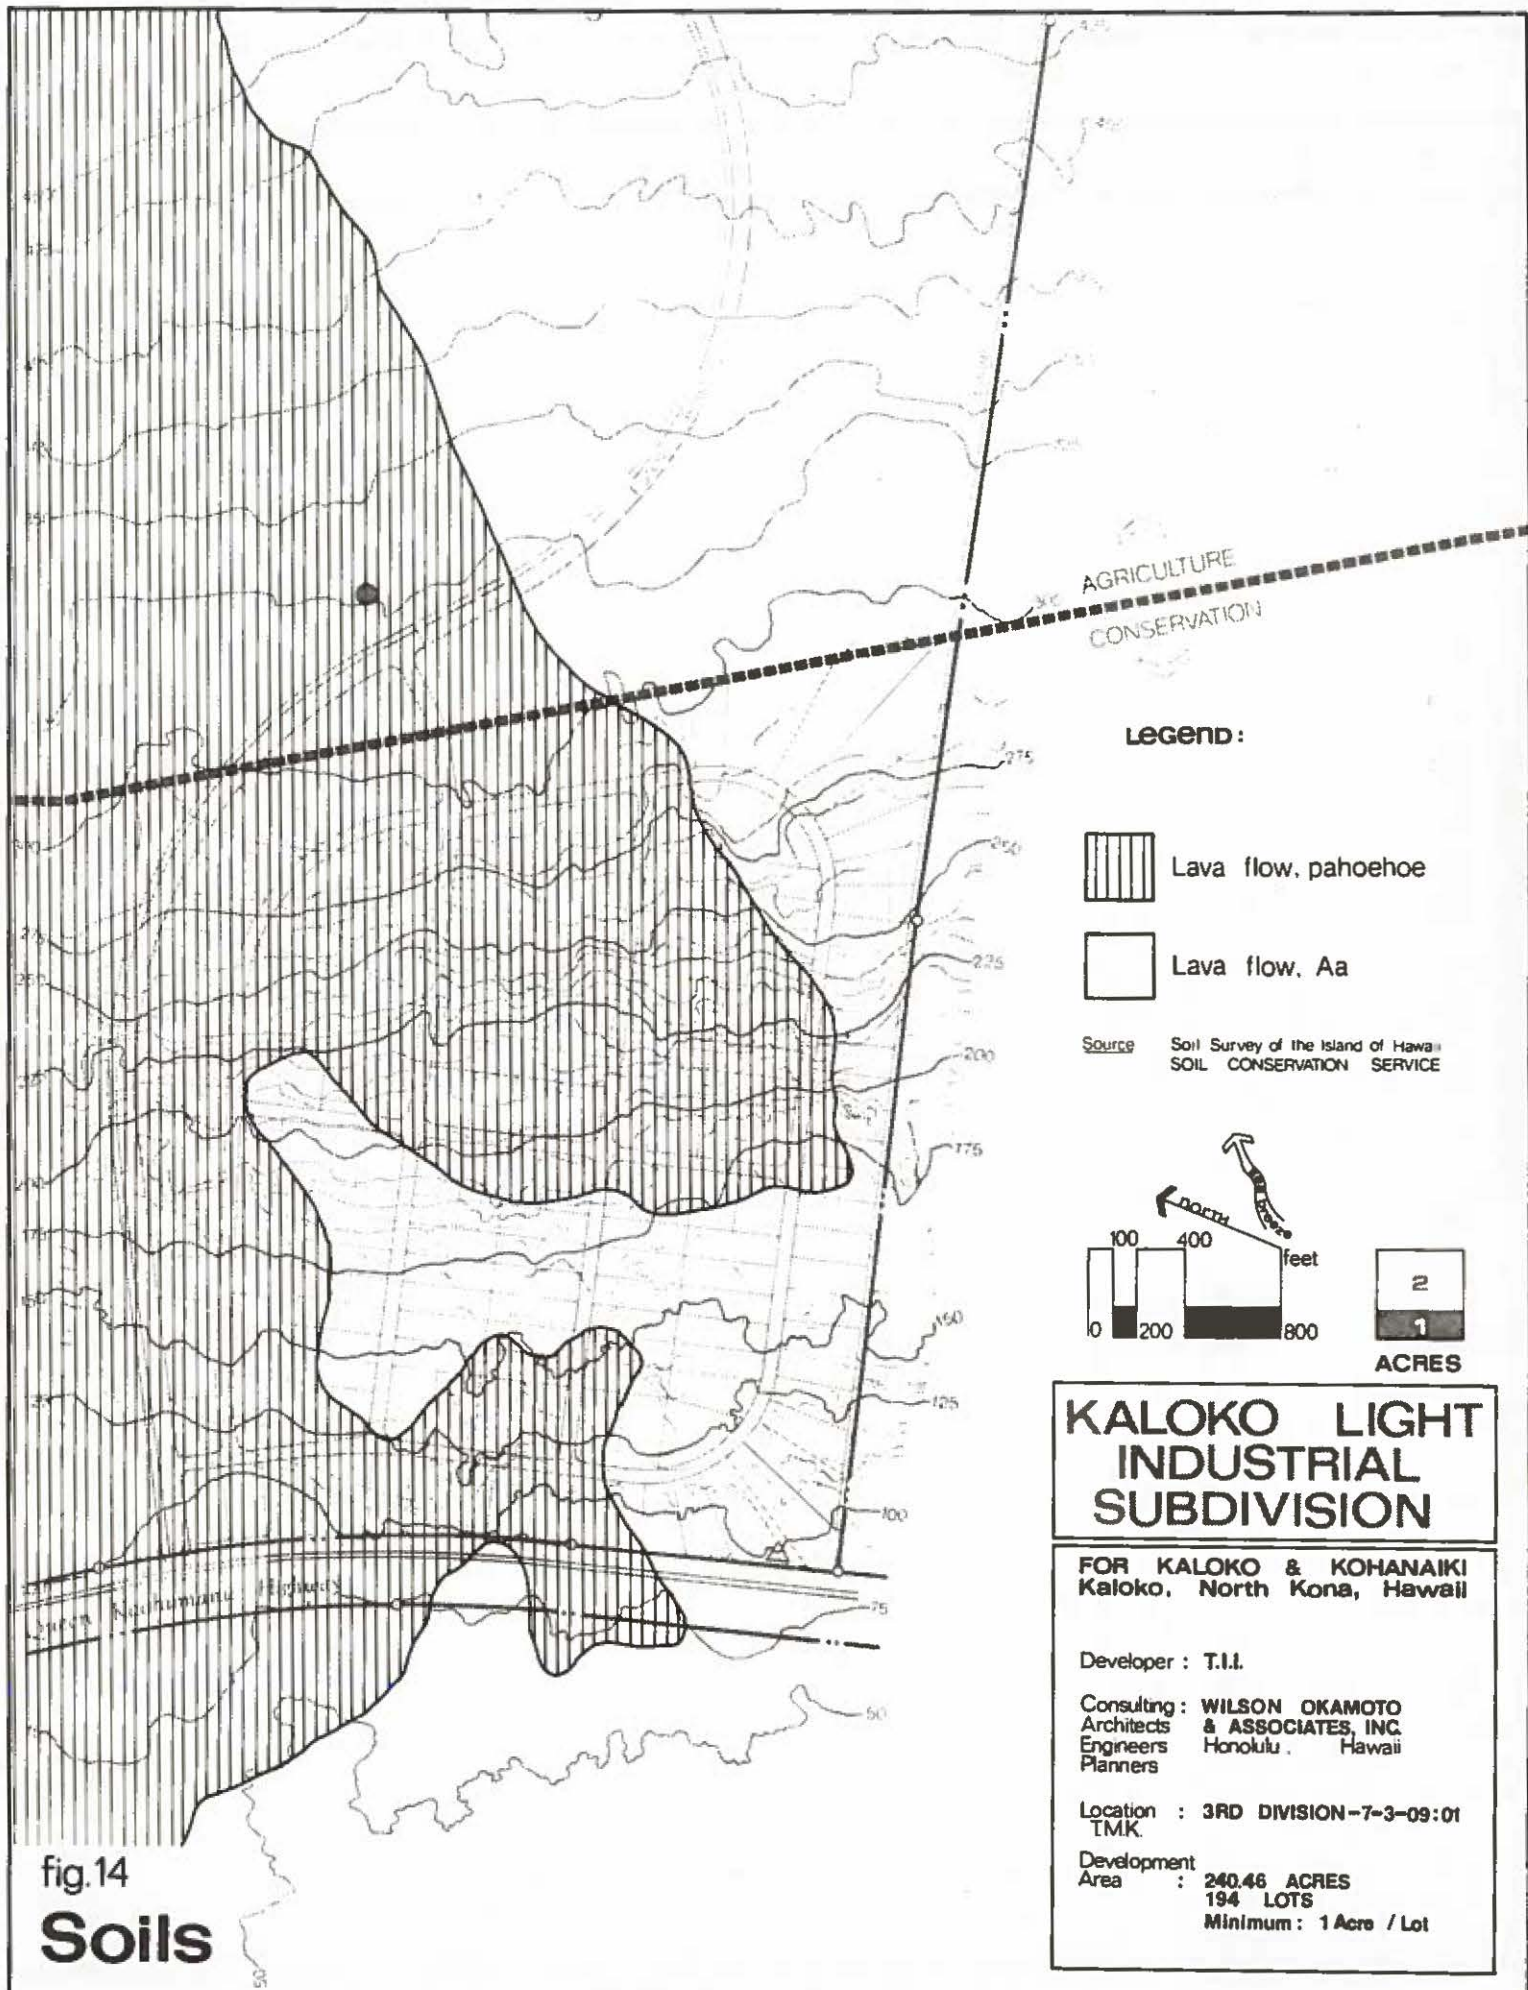 AGRICULTURE
CONSERVATION
LEGEND:
275
250
225
200
175
150
125
100
75
50
Lava flow, pahoehoe
Lava flow, Aa
Source Soil Survey of the Island of Hawaii
SOIL CONSERVATION SERVICE
NORTH
breeze
100 400 feet
0 200 800
2
1
ACRES
KALOKO LIGHT
INDUSTRIAL
SUBDIVISION
FOR KALOKO & KOHANAIKI
Kaloko, North Kona, Hawaii
Developer : T.I.I.
Consulting : WILSON OKAMOTO
Architects & ASSOCIATES, INC.
Engineers Honolulu, Hawaii
Planners
Location : 3RD DIVISION-7-3-09:01
T.M.K.
Development
Area : 240.46 ACRES
194 LOTS
Minimum : 1 Acre / Lot
Queen Kaahumanu Highway
fig.14
Soils
50